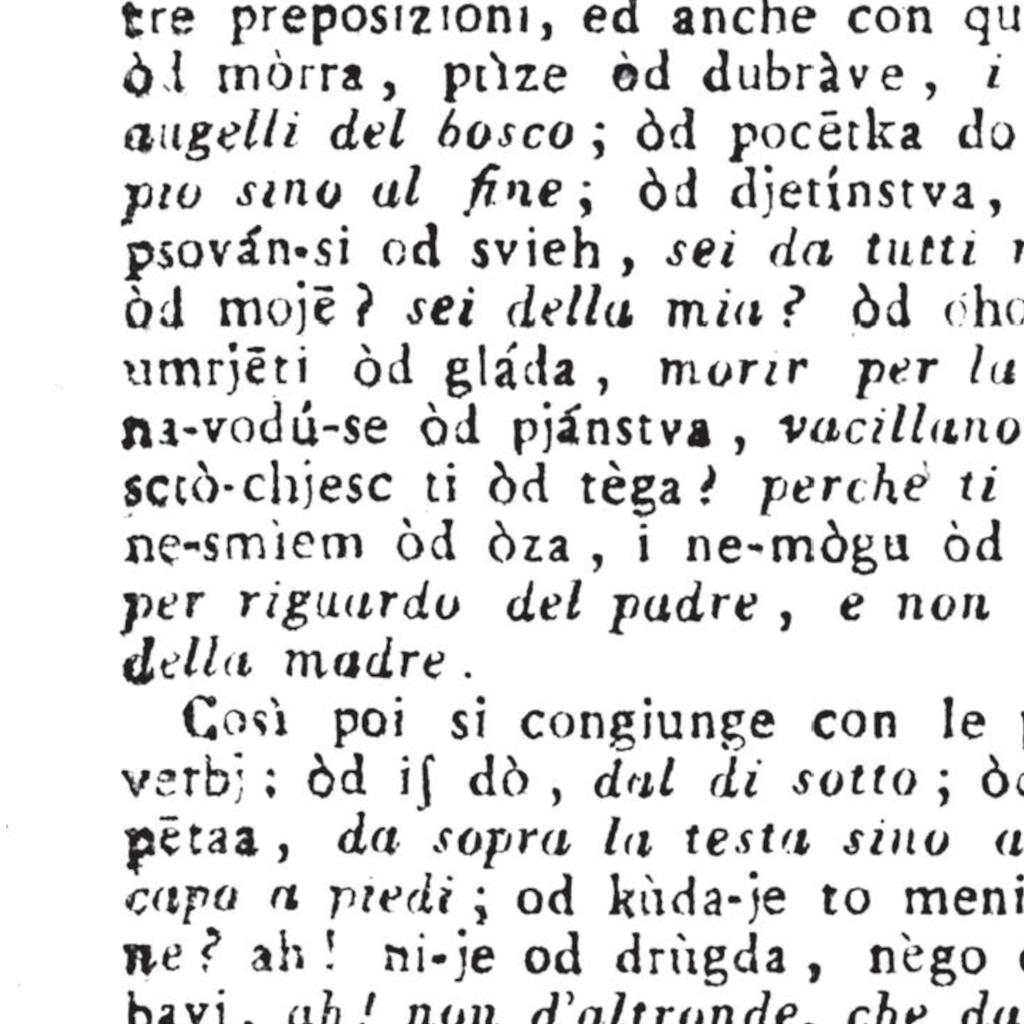 tre preposizioni, ed anche con qu
òd mòrra, ptìze òd dubràve, i
augelli del bosco; òd pocētka do
pio sino al fine; òd djetínstva,
psován-si od svieh, sei da tutti
òd mojē? sei della mia? òd oho
umrjēti òd gláda, morir per la
na-vodú-se òd pjánstva, vacillano
sctò-chjesc ti òd tèga? perchè ti
ne-smìem òd òza, i ne-mògu òd
per riguardo del padre, e non
della madre.
Così poi si congiunge con le
verbj: òd iſ dò, dal di sotto;
pētaa, da sopra la testa sino a
capo a piedi; od kùda-je to meni
ne? ah! ni-je od drùgda, nègo
bavi, ah! non d'altronde, che da